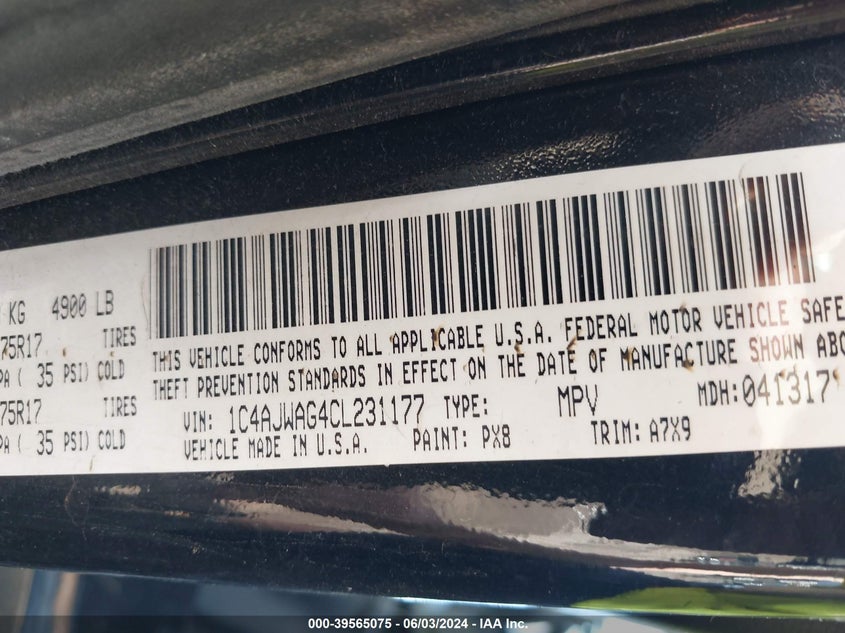 KG 4900 LB
75R17 TIRES
PA ( 35 PSI) COLD
75R17 TIRES
PA ( 35 PSI) COLD
THIS VEHICLE CONFORMS TO ALL APPLICABLE U.S.A. FEDERAL MOTOR VEHICLE SAFE
THEFT PREVENTION STANDARDS IN EFFECT ON THE DATE OF MANUFACTURE SHOWN ABO
VIN: 1C4AJWAG4CL231177 TYPE: MPV MDH:041317
VEHICLE MADE IN U.S.A. PAINT: PX8 TRIM: A7X9
000-39565075 - 06/03/2024 - IAA Inc.